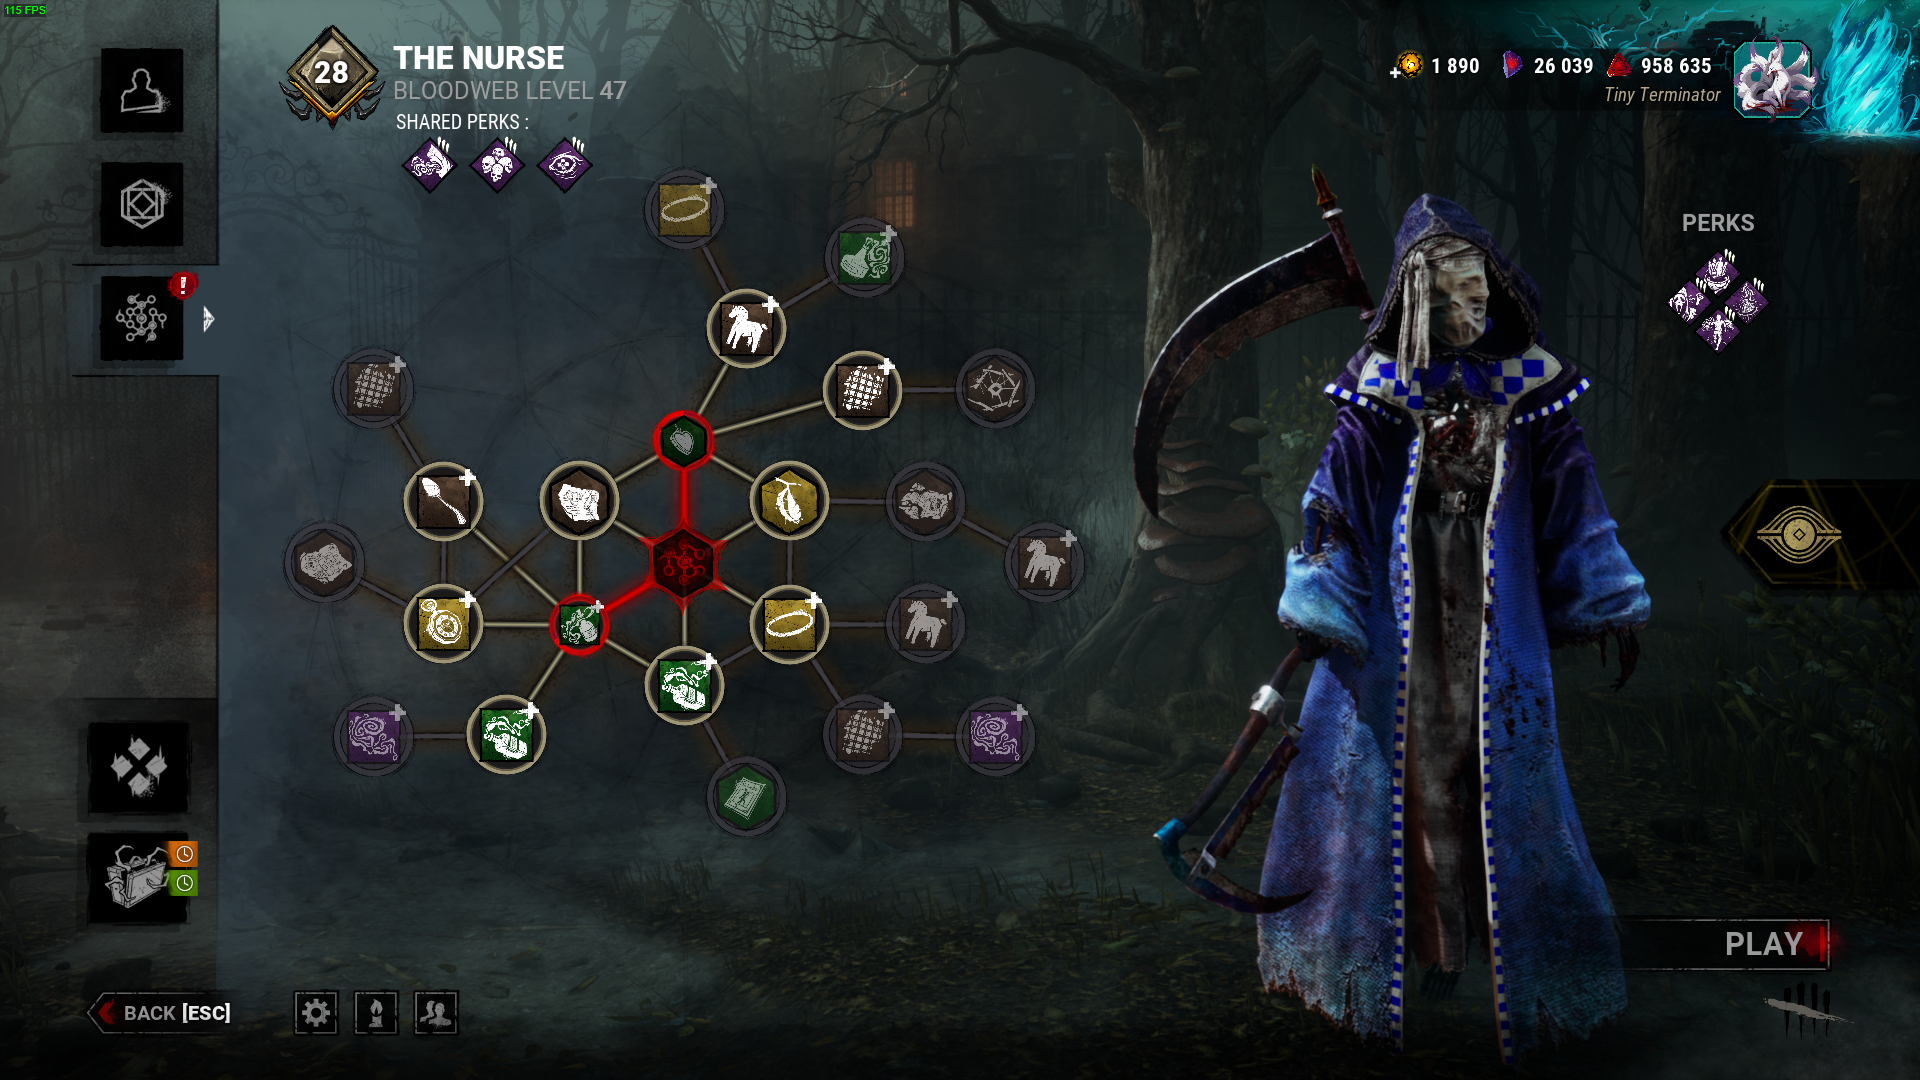 115 FPS
28
THE NURSE
BLOODWEB LEVEL 47
SHARED PERKS :
1 890
26 039
958 635
Tiny Terminator
PERKS
!
PLAY
BACK [ESC]